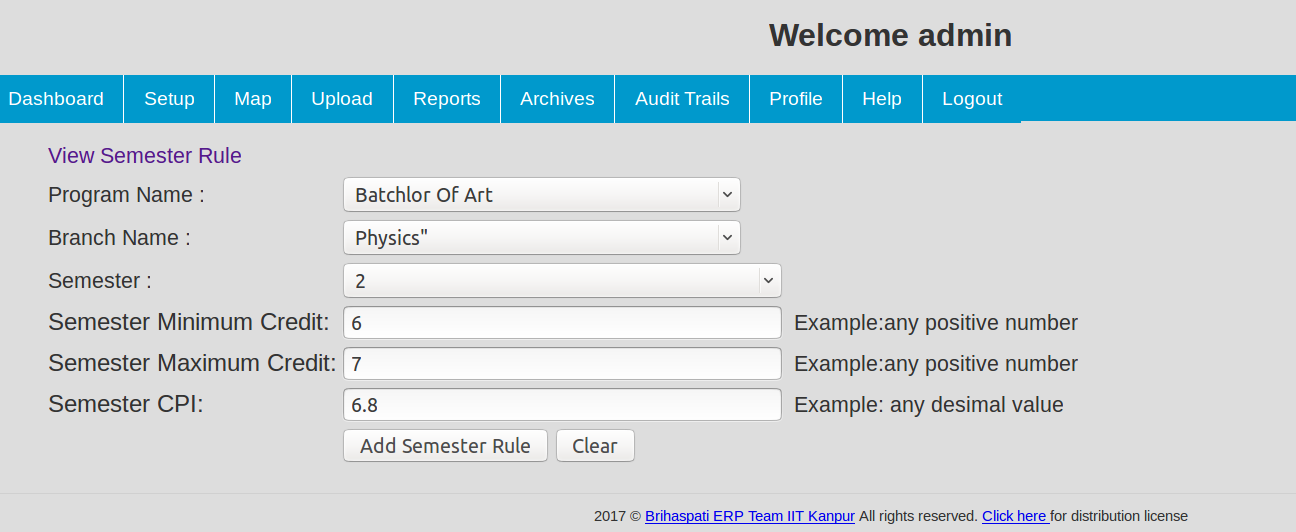 Welcome admin
Dashboard Setup Map Upload Reports Archives Audit Trails Profile Help Logout
View Semester Rule
Program Name : Batchlor Of Art
Branch Name : Physics"
Semester : 2
Semester Minimum Credit: 6 Example:any positive number
Semester Maximum Credit: 7 Example:any positive number
Semester CPI: 6.8 Example: any desimal value
Add Semester Rule Clear
2017 © Brihaspati ERP Team IIT Kanpur All rights reserved. Click here for distribution license